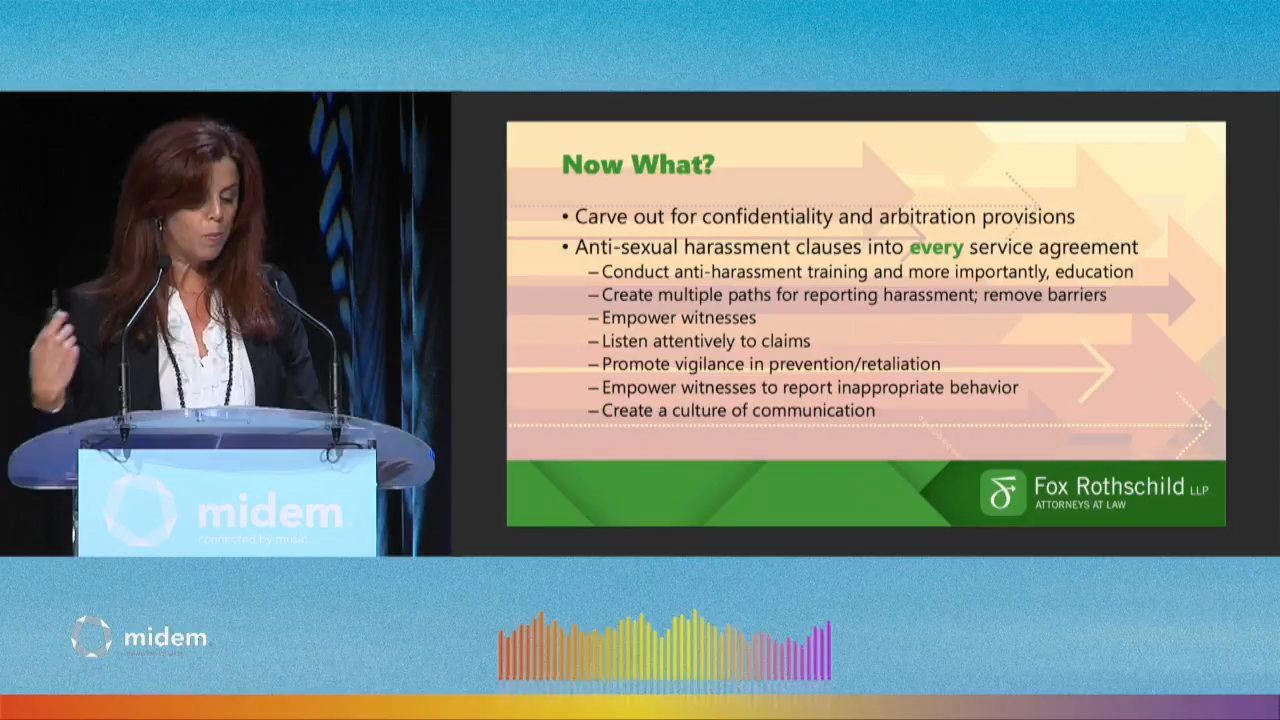 Now What?
• Carve out for confidentiality and arbitration provisions
• Anti-sexual harassment clauses into every service agreement
– Conduct anti-harassment training and more importantly, education
– Create multiple paths for reporting harassment; remove barriers
– Empower witnesses
– Listen attentively to claims
– Promote vigilance in prevention/retaliation
– Empower witnesses to report inappropriate behavior
– Create a culture of communication
Fox Rothschild LLP
ATTORNEYS AT LAW
midem
connected by music
midem